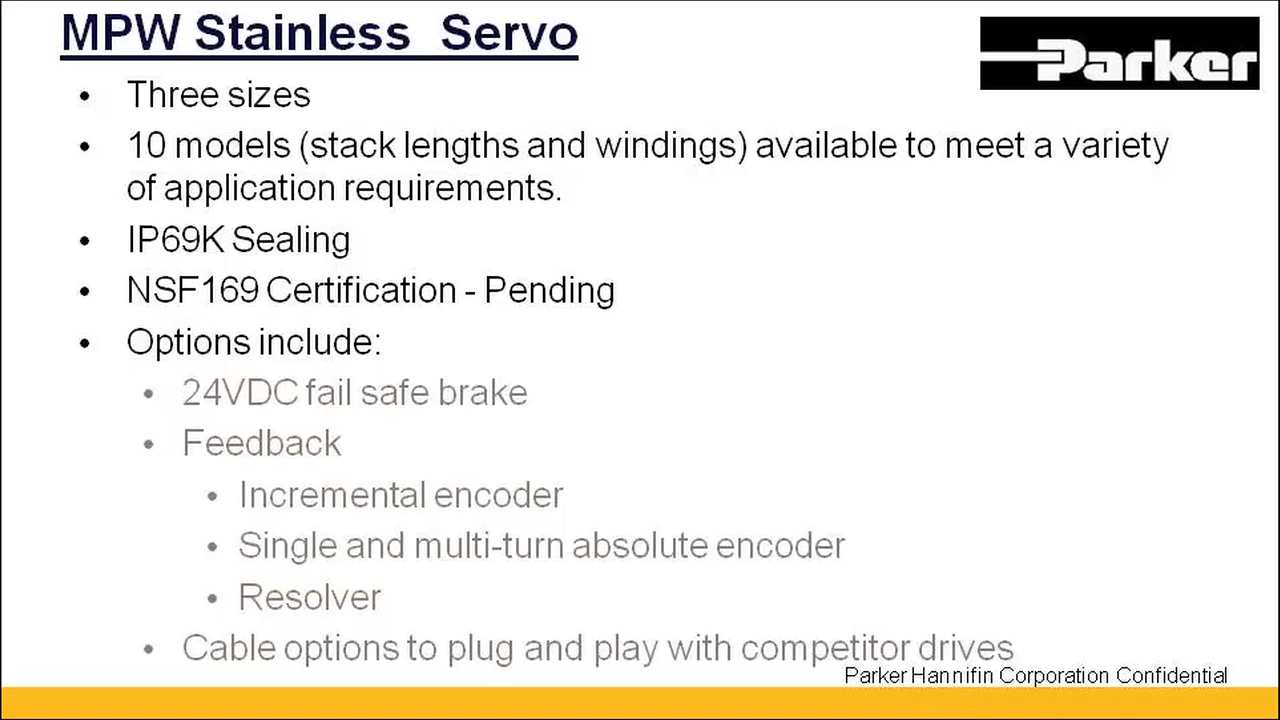 MPW Stainless Servo
Parker
• Three sizes
• 10 models (stack lengths and windings) available to meet a variety
of application requirements.
• IP69K Sealing
• NSF169 Certification - Pending
• Options include:
• 24VDC fail safe brake
• Feedback
• Incremental encoder
• Single and multi-turn absolute encoder
• Resolver
• Cable options to plug and play with competitor drives
Parker Hannifin Corporation Confidential